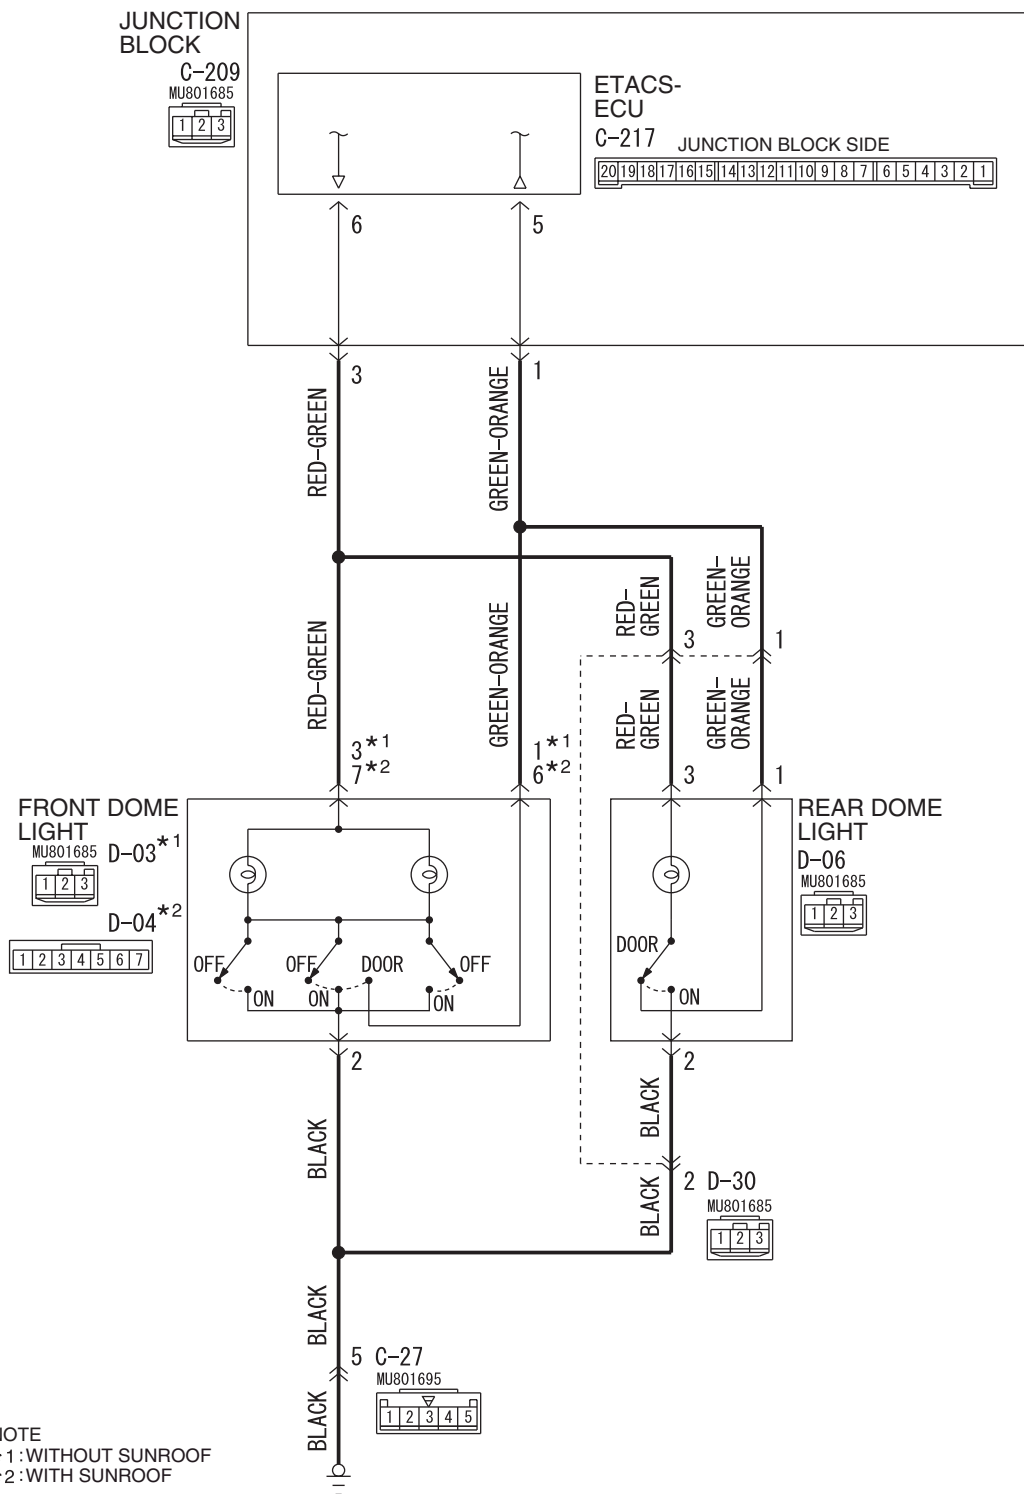 JUNCTION
BLOCK
C-209
MU801685
1 2 3
ETACS-
ECU
C-217
JUNCTION BLOCK SIDE
20 19 18 17 16 15 14 13 12 11 10 9 8 7 6 5 4 3 2 1
6
5
3
1
RED-GREEN
GREEN-ORANGE
RED-
GREEN
GREEN-
ORANGE
3
1
RED-GREEN
GREEN-ORANGE
RED-
GREEN
GREEN-
ORANGE
3*1
7*2
1*1
6*2
3
1
FRONT DOME
LIGHT
MU801685
D-03*1
1 2 3
D-04*2
1 2 3 4 5 6 7
REAR DOME
LIGHT
D-06
MU801685
1 2 3
OFF
ON
OFF
ON
DOOR
OFF
ON
DOOR
ON
2
2
BLACK
BLACK
BLACK
2 D-30
MU801685
1 2 3
BLACK
5 C-27
MU801695
1 2 3 4 5
BLACK
NOTE
*1:WITHOUT SUNROOF
*2:WITH SUNROOF